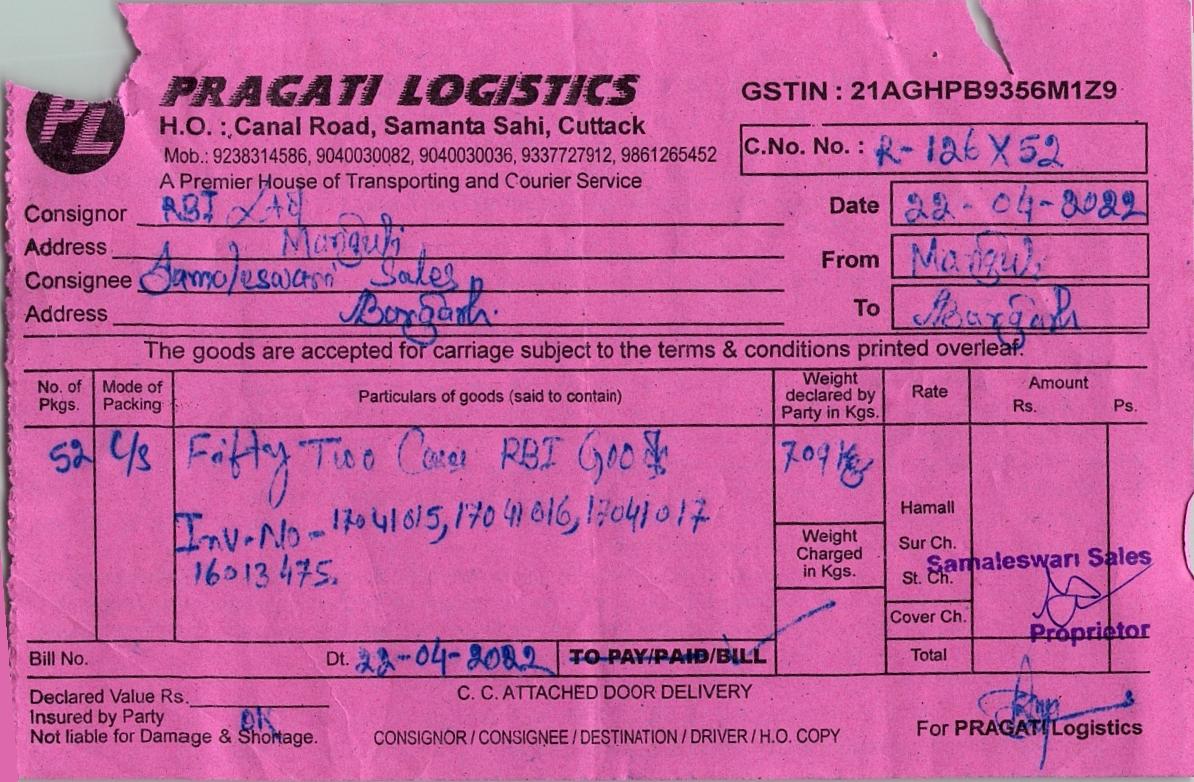 PL
PRAGATI LOGISTICS
GSTIN : 21AGHPB9356M1Z9
H.O. : Canal Road, Samanta Sahi, Cuttack
C.No. No. : R-126 X 52
Mob.: 9238314586, 9040030082, 9040030036, 9337727912, 9861265452
A Premier House of Transporting and Courier Service
Consignor RBI Ltd
Date 22-04-2022
Address Manguli
From Manguli
Consignee Samaleswari Sales
To Bargarh
Address Bargarh
The goods are accepted for carriage subject to the terms & conditions printed overleaf.
No. of Pkgs. Mode of Packing Particulars of goods (said to contain) Weight declared by Party in Kgs. Rate Amount Rs. Ps.
52 C/S Fifty Two Case RBI Goods 709 Kg
Inv. No - 17041015, 17041016, 17041017
16013475.
Weight Charged in Kgs.
Hamall
Sur Ch.
St. Ch.
Cover Ch.
Total
Samaleswari Sales
Proprietor
Bill No. Dt. 22-04-2022 TO PAY/PAID/BILL
Declared Value Rs.
Insured by Party
Not liable for Damage & Shortage.
OK
C. C. ATTACHED DOOR DELIVERY
CONSIGNOR / CONSIGNEE / DESTINATION / DRIVER / H.O. COPY
For PRAGATI Logistics